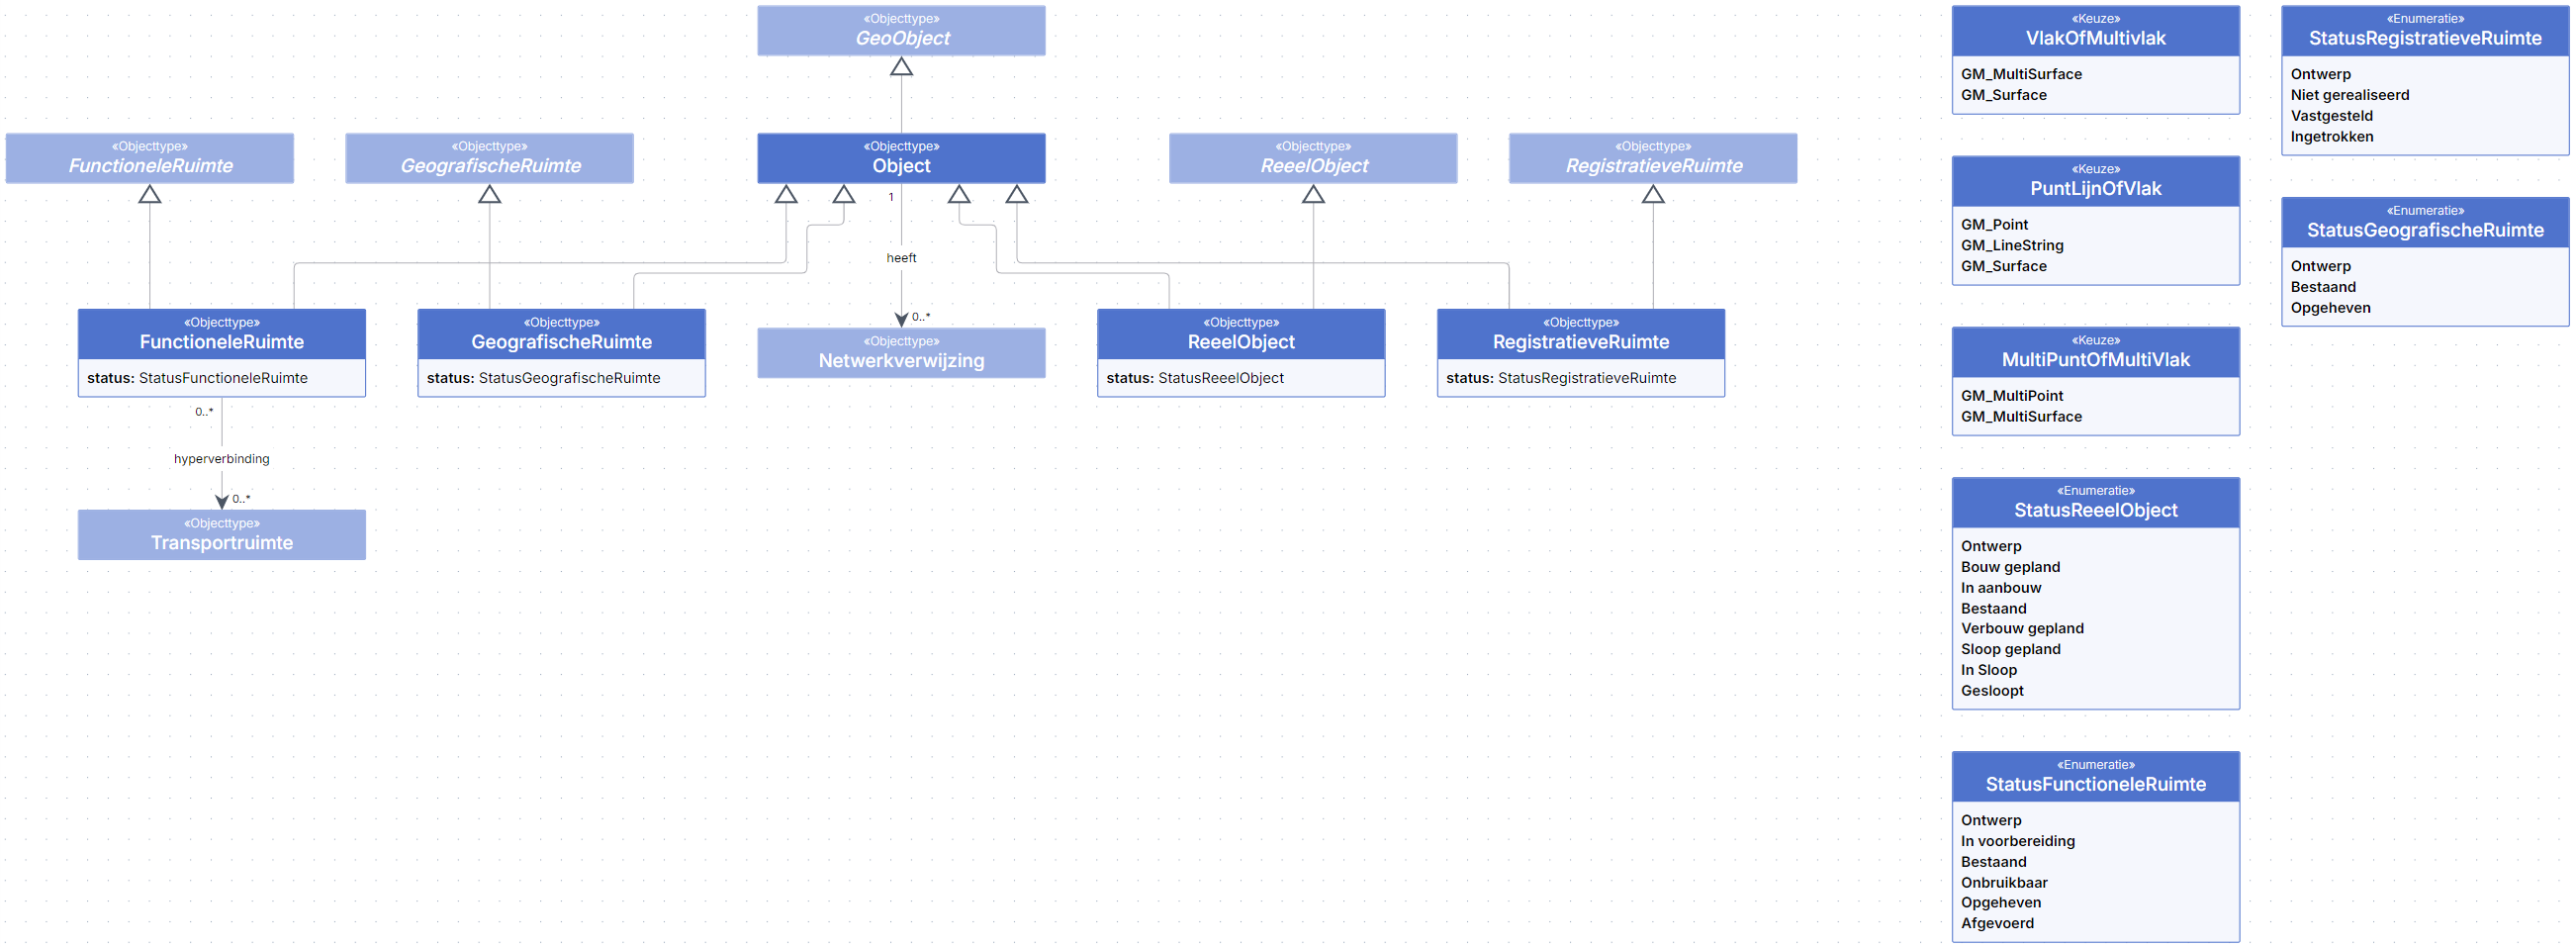 «Objecttype»
GeoObject
«Objecttype»
FunctioneleRuimte
«Objecttype»
GeografischeRuimte
«Objecttype»
Object
«Objecttype»
ReeelObject
«Objecttype»
RegistratieveRuimte
1
heeft
0..*
«Objecttype»
FunctioneleRuimte
status: StatusFunctioneleRuimte
«Objecttype»
GeografischeRuimte
status: StatusGeografischeRuimte
«Objecttype»
Netwerkverwijzing
«Objecttype»
ReeelObject
status: StatusReeelObject
«Objecttype»
RegistratieveRuimte
status: StatusRegistratieveRuimte
0..*
hyperverbinding
0..*
«Objecttype»
Transportruimte
«Keuze»
VlakOfMultivlak
GM_MultiSurface
GM_Surface
«Keuze»
PuntLijnOfVlak
GM_Point
GM_LineString
GM_Surface
«Keuze»
MultiPuntOfMultiVlak
GM_MultiPoint
GM_MultiSurface
«Enumeratie»
StatusReeelObject
Ontwerp
Bouw gepland
In aanbouw
Bestaand
Verbouw gepland
Sloop gepland
In Sloop
Gesloopt
«Enumeratie»
StatusFunctioneleRuimte
Ontwerp
In voorbereiding
Bestaand
Onbruikbaar
Opgeheven
Afgevoerd
«Enumeratie»
StatusRegistratieveRuimte
Ontwerp
Niet gerealiseerd
Vastgesteld
Ingetrokken
«Enumeratie»
StatusGeografischeRuimte
Ontwerp
Bestaand
Opgeheven